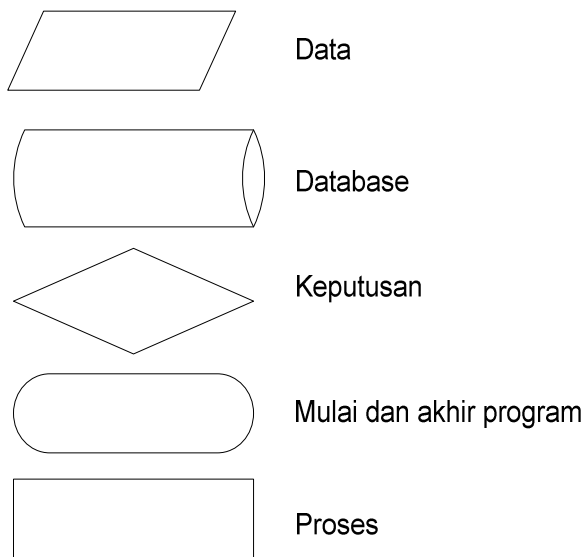 Data
Database
Keputusan
Mulai dan akhir program
Proses